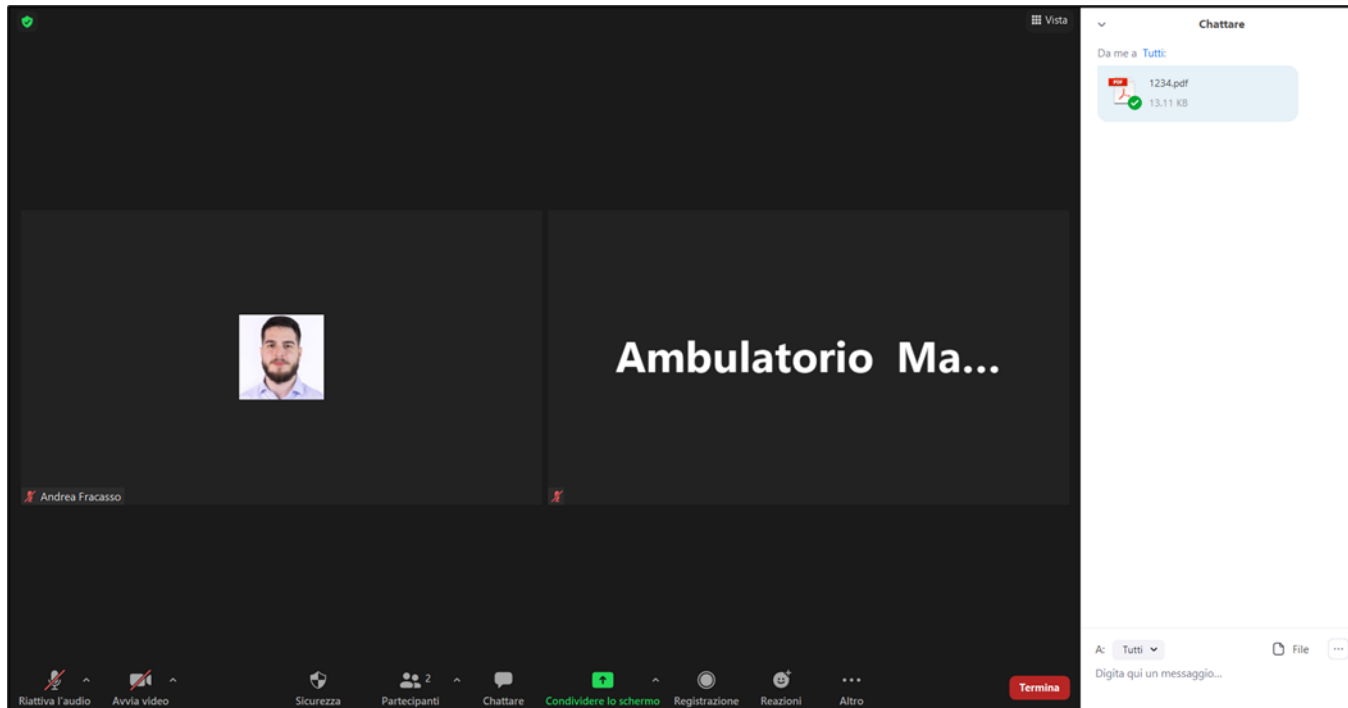 Vista
Chattare
Da me a Tutti:
PDF
1234.pdf
13.11 KB
Ambulatorio Ma...
Andrea Fracasso
A: Tutti
File
Digita qui un messaggio...
2
Riattiva l'audio
Avvia video
Sicurezza
Partecipanti
Chattare
Condividere lo schermo
Registrazione
Reazioni
Altro
Termina